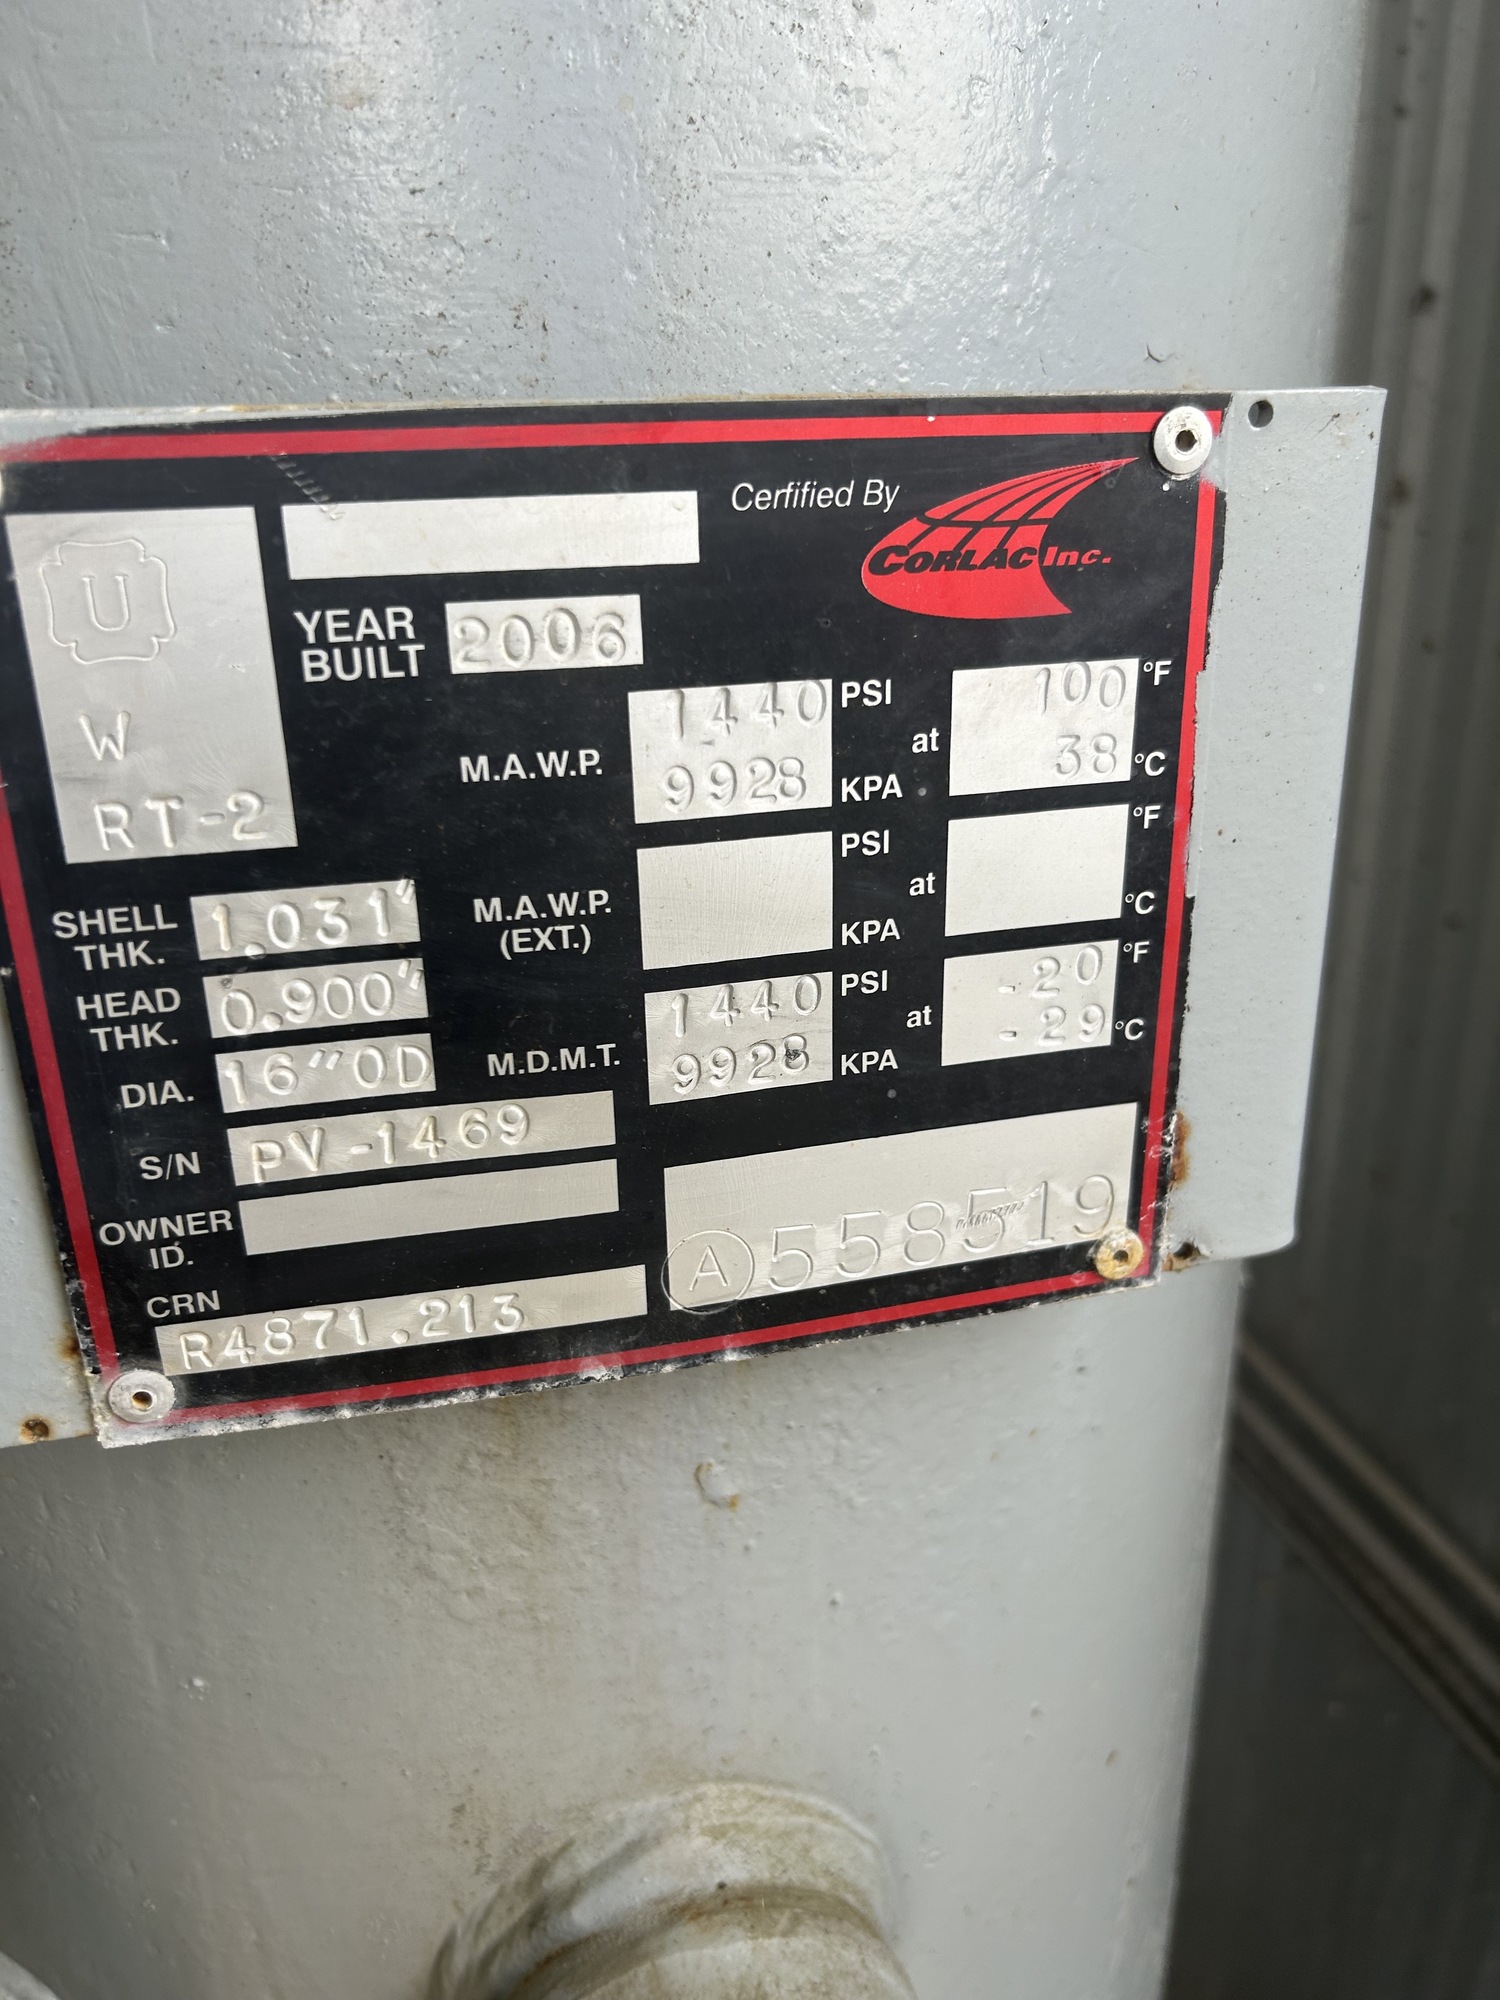 Cerfified By
CORLAC Inc.
U
W
RT-2
YEAR BUILT 2006
M.A.W.P. 1440 PSI at 100 °F
9928 KPA 38 °C
SHELL THK. 1.031"
M.A.W.P. (EXT.) PSI at °F
KPA °C
HEAD THK. 0.900"
M.D.M.T. 1440 PSI at -20 °F
9928 KPA -29 °C
DIA. 16"OD
S/N PV-1469
OWNER ID.
A 558519
CRN R4871.213